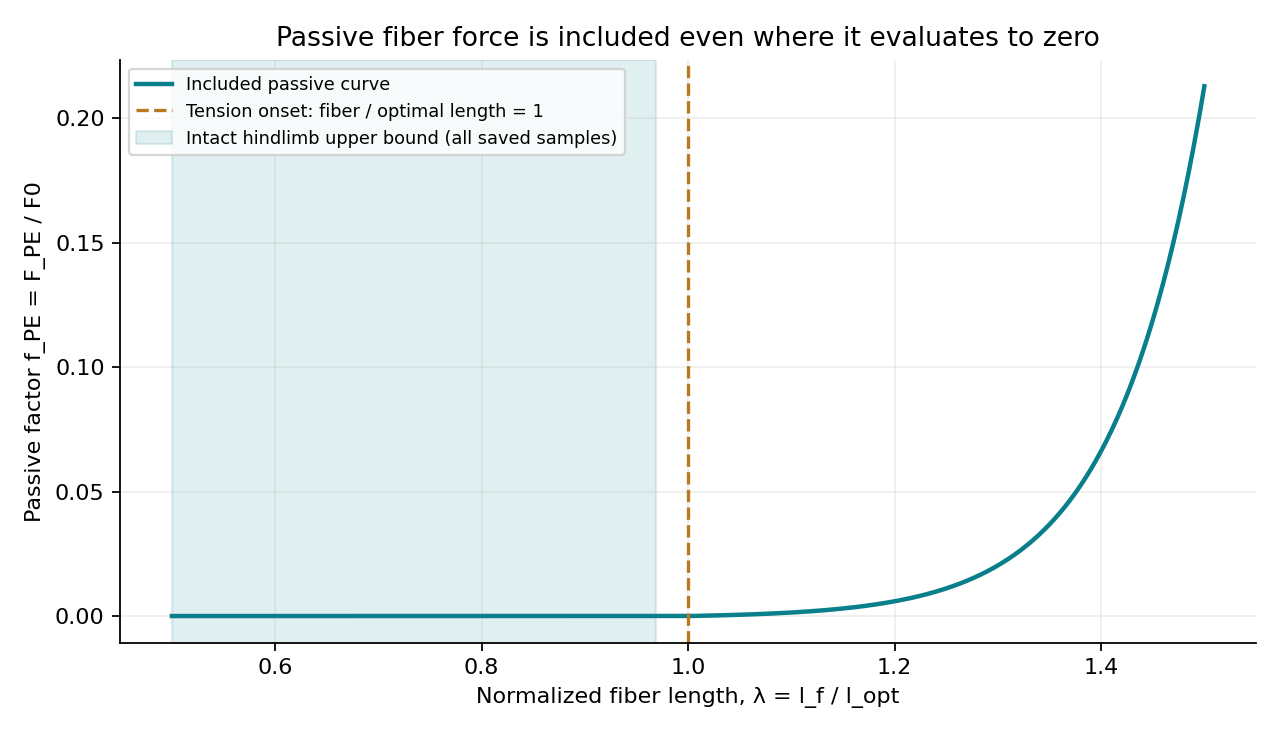 Passive fiber force is included even where it evaluates to zero
Included passive curve
Tension onset: fiber / optimal length = 1
Intact hindlimb upper bound (all saved samples)
Passive factor f_PE = F_PE / F0
0.20
0.15
0.10
0.05
0.00
0.6 0.8 1.0 1.2 1.4
Normalized fiber length, λ = l_f / l_opt